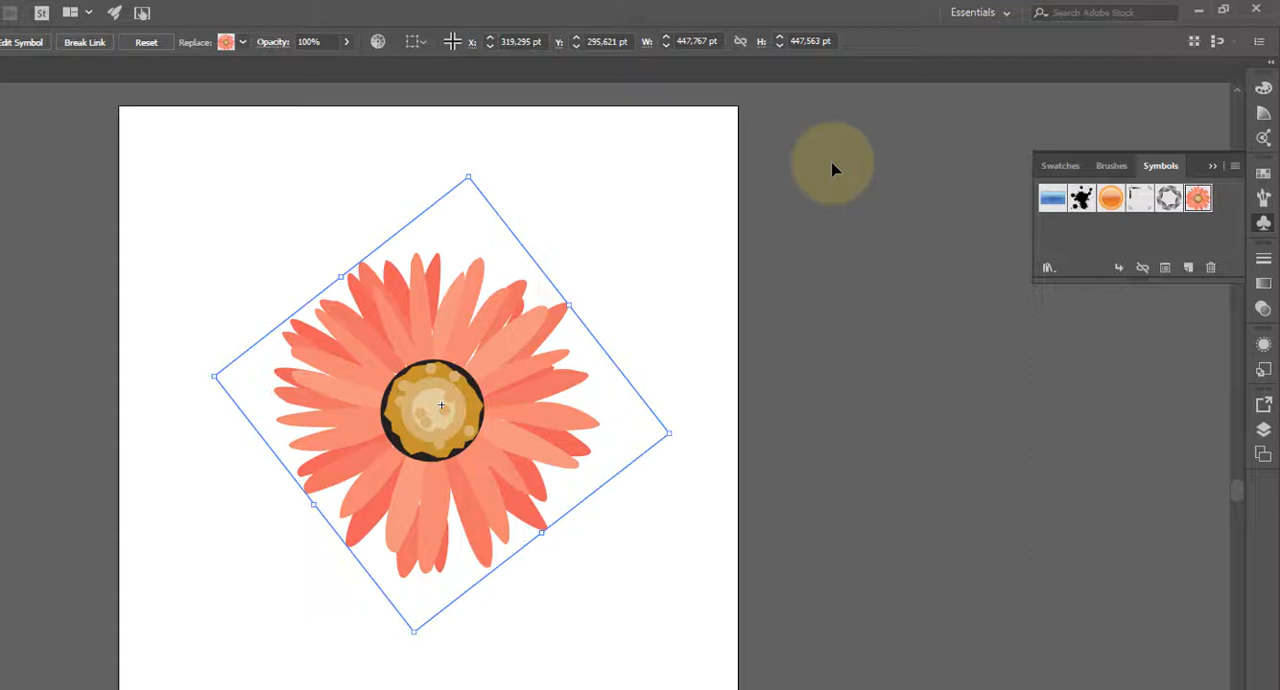 St Essentials Search Adobe Stock
Edit Symbol Break Link Reset Replace: Opacity: 100% X: 319,295 pt Y: 295,621 pt W: 447,767 pt H: 447,563 pt
Swatches Brushes Symbols